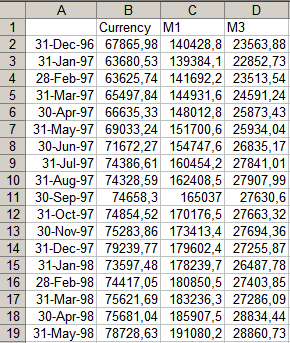 A B C D
1 Currency M1 M3
2 31-Dec-96 67865,98 140428,8 23563,88
3 31-Jan-97 63680,53 139384,1 22852,73
4 28-Feb-97 63625,74 141692,2 23513,54
5 31-Mar-97 65497,84 144931,6 24591,24
6 30-Apr-97 66635,33 148012,8 25873,43
7 31-May-97 69033,24 151700,6 25934,04
8 30-Jun-97 71672,27 154747,6 26835,17
9 31-Jul-97 74386,61 160454,2 27841,01
10 31-Aug-97 74328,59 162408,5 27907,99
11 30-Sep-97 74658,3 165037 27630,6
12 31-Oct-97 74854,52 170176,5 27663,32
13 30-Nov-97 75283,86 173413,4 27694,36
14 31-Dec-97 79239,77 179602,4 27255,87
15 31-Jan-98 73597,48 178239,7 26487,78
16 28-Feb-98 74417,05 180850,5 27403,85
17 31-Mar-98 75621,69 183236,3 27286,09
18 30-Apr-98 75681,04 185907,5 28834,44
19 31-May-98 78728,63 191080,2 28860,73